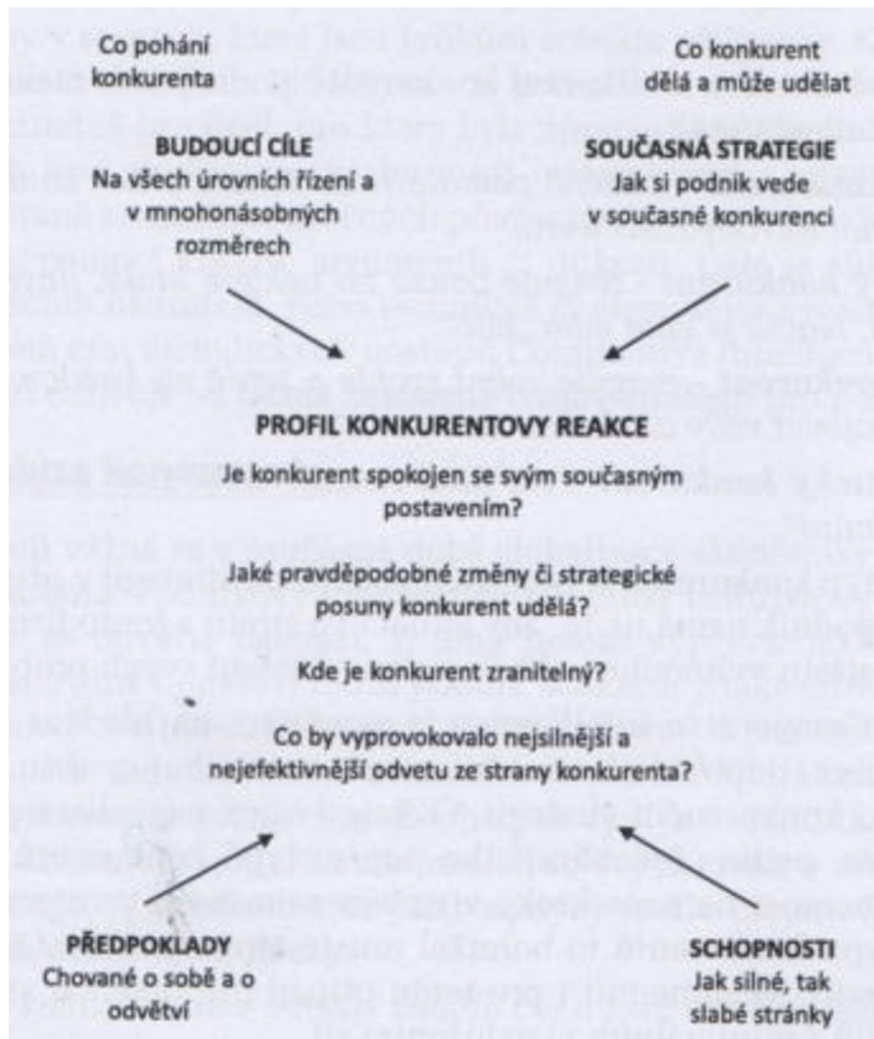 Co pohání
konkurenta
Co konkurent
dělá a může udělat
BUDOUCÍ CÍLE
Na všech úrovních řízení a
v mnohonásobných
rozměrech
SOUČASNÁ STRATEGIE
Jak si podnik vede
v současné konkurenci
PROFIL KONKURENTOVY REAKCE
Je konkurent spokojen se svým současným
postavením?
Jaké pravděpodobné změny či strategické
posuny konkurent udělá?
Kde je konkurent zranitelný?
Co by vyprovokovalo nejsilnější a
nejefektivnější odvetu ze strany konkurenta?
PŘEDPOKLADY
Chované o sobě a o
odvětví
SCHOPNOSTI
Jak silné, tak
slabé stránky